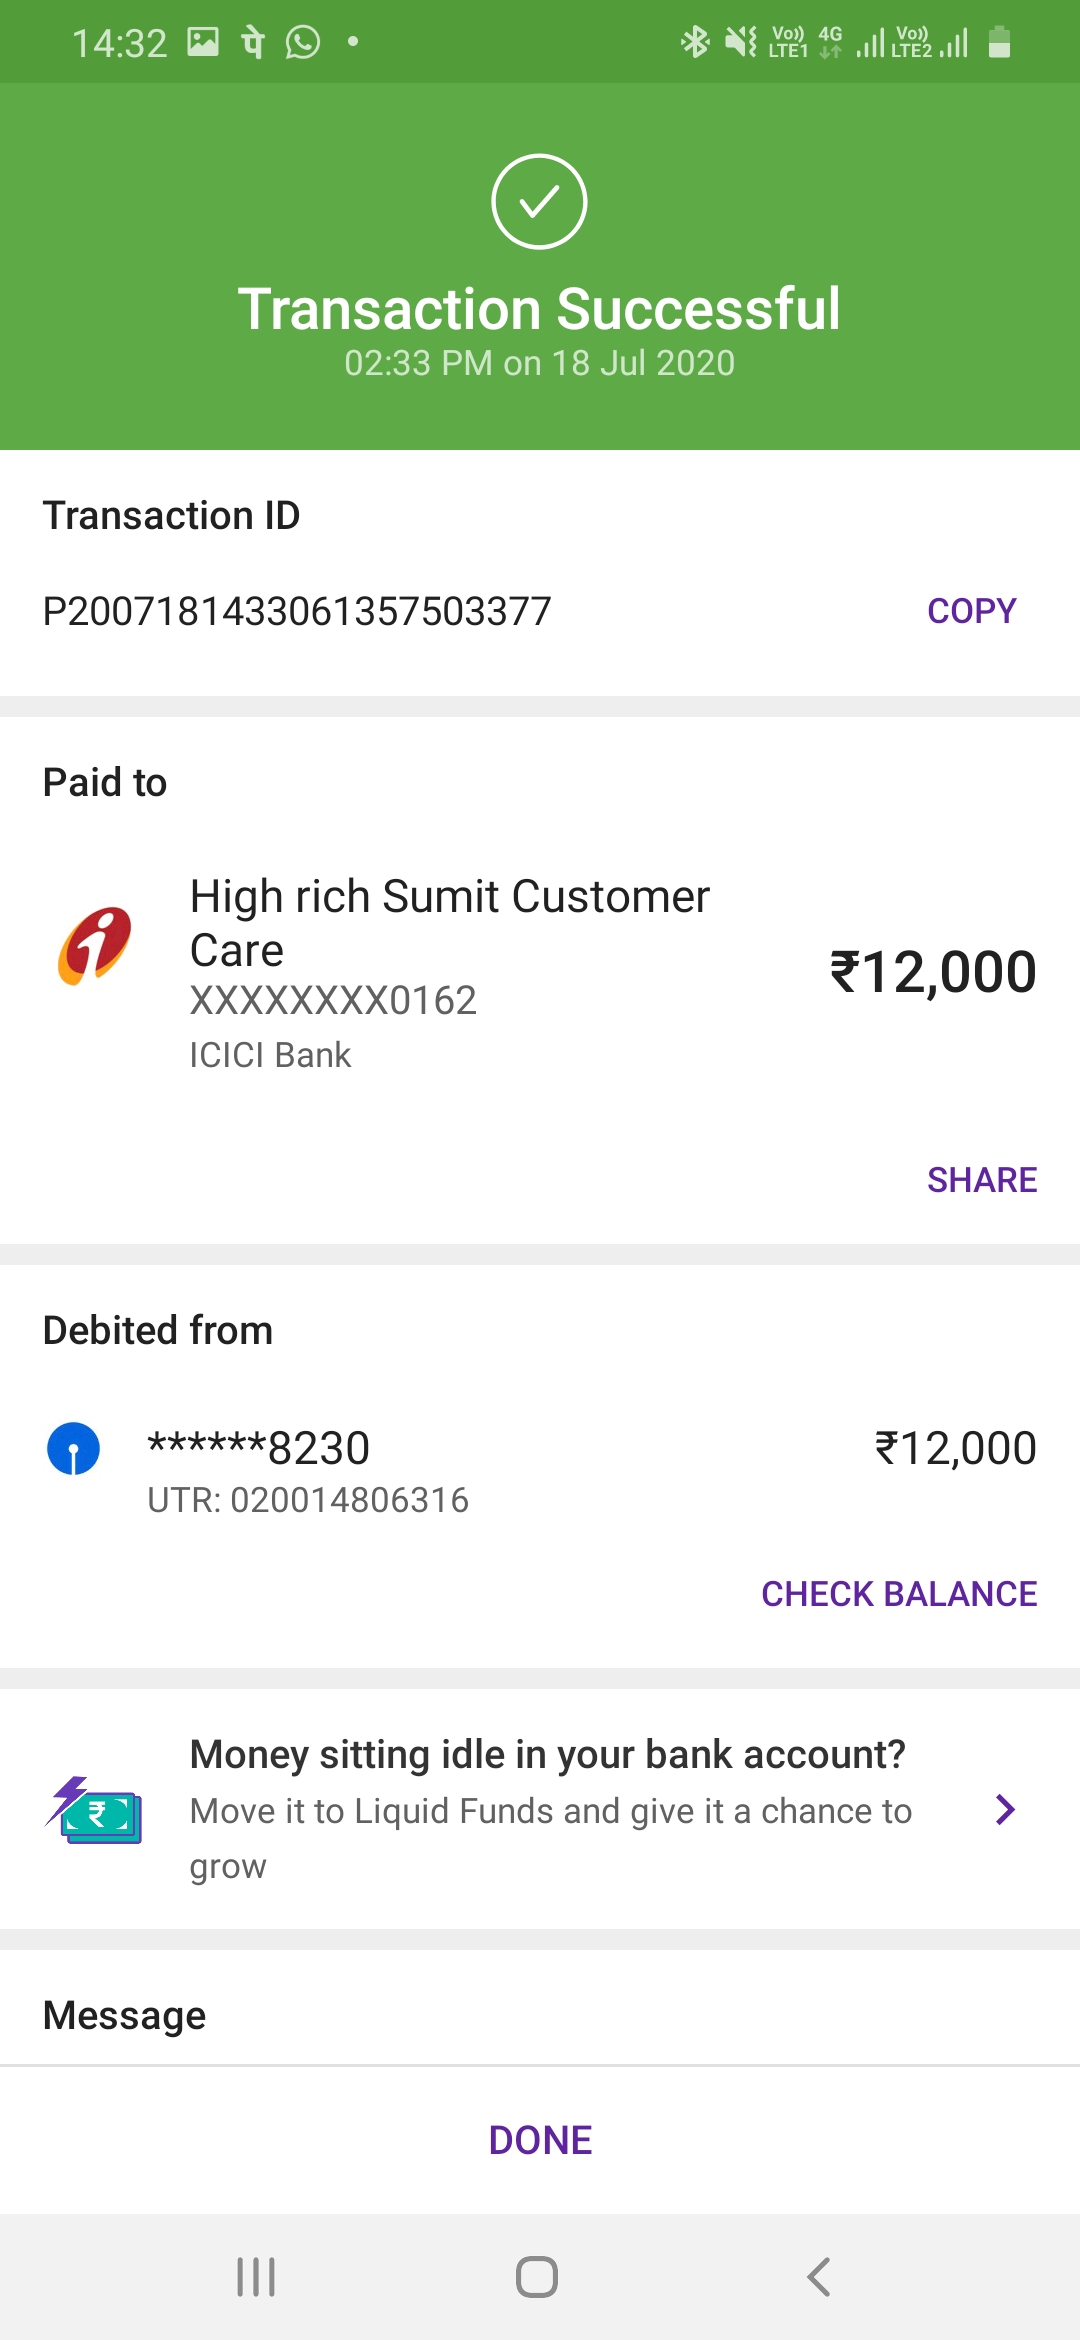 14:32 पे Vo)) LTE1 4G Vo)) LTE2
Transaction Successful
02:33 PM on 18 Jul 2020
Transaction ID
P2007181433061357503377 COPY
Paid to
High rich Sumit Customer
Care
₹12,000
XXXXXXXX0162
ICICI Bank
SHARE
Debited from
******8230 ₹12,000
UTR: 020014806316
CHECK BALANCE
Money sitting idle in your bank account?
Move it to Liquid Funds and give it a chance to
grow
Message
DONE